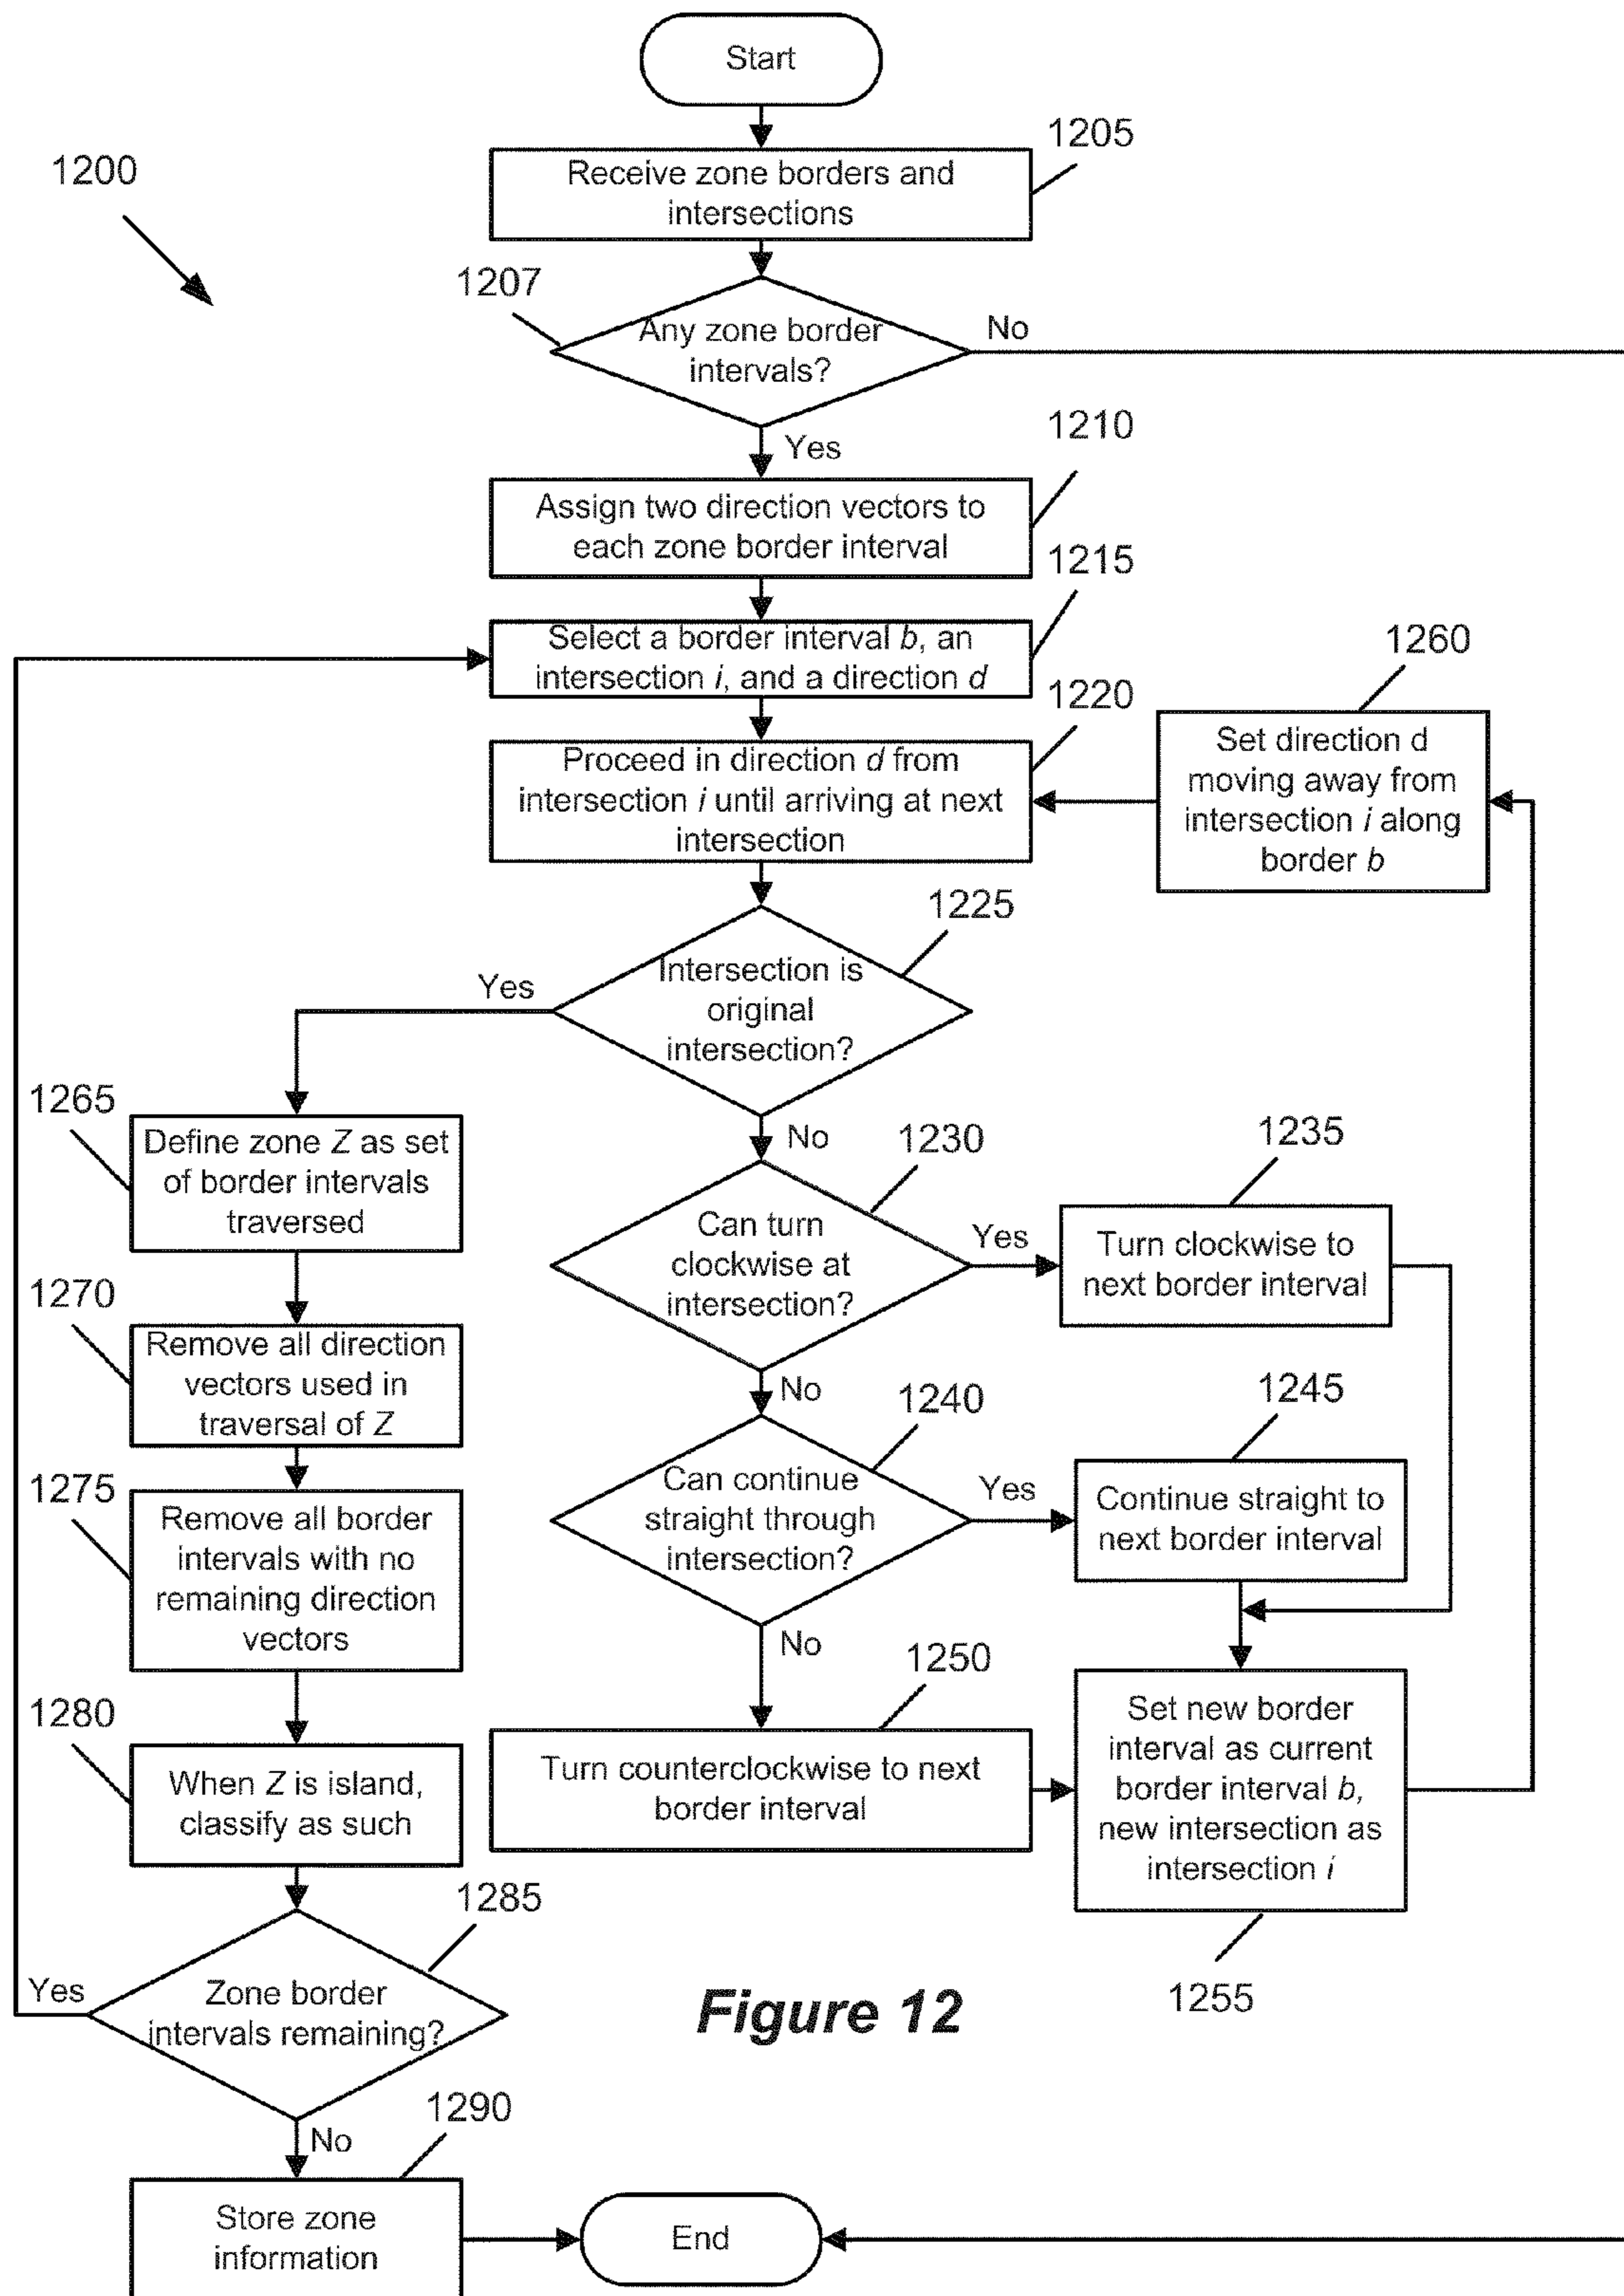 Start
1200
1205
Receive zone borders and
intersections
1207
Any zone border
intervals?
No
Yes
1210
Assign two direction vectors to
each zone border interval
1215
Select a border interval b, an
intersection i, and a direction d
1220
Proceed in direction d from
intersection i until arriving at next
intersection
1260
Set direction d
moving away from
intersection i along
border b
1225
Intersection is
original
intersection?
Yes
No
1265
Define zone Z as set
of border intervals
traversed
1230
Can turn
clockwise at
intersection?
Yes
No
1235
Turn clockwise to
next border interval
1270
Remove all direction
vectors used in
traversal of Z
1240
Can continue
straight through
intersection?
Yes
No
1245
Continue straight to
next border interval
1275
Remove all border
intervals with no
remaining direction
vectors
1250
Turn counterclockwise to next
border interval
Set new border
interval as current
border interval b,
new intersection as
intersection i
1255
1280
When Z is island,
classify as such
1285
Zone border
intervals remaining?
Yes
No
Figure 12
1290
Store zone
information
End